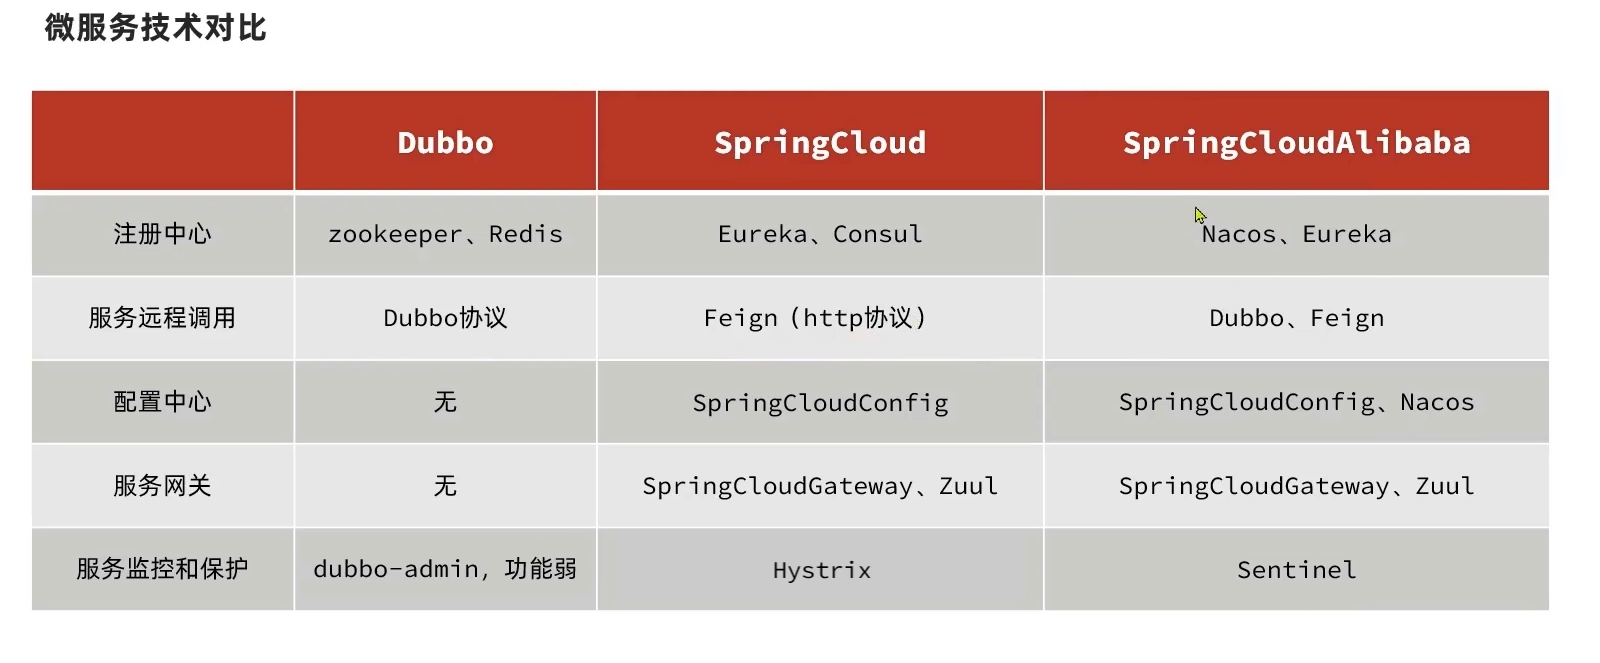 微服务技术对比
Dubbo SpringCloud SpringCloudAlibaba
注册中心 zookeeper、Redis Eureka、Consul Nacos、Eureka
服务远程调用 Dubbo协议 Feign（http协议） Dubbo、Feign
配置中心 无 SpringCloudConfig SpringCloudConfig、Nacos
服务网关 无 SpringCloudGateway、Zuul SpringCloudGateway、Zuul
服务监控和保护 dubbo-admin，功能弱 Hystrix Sentinel